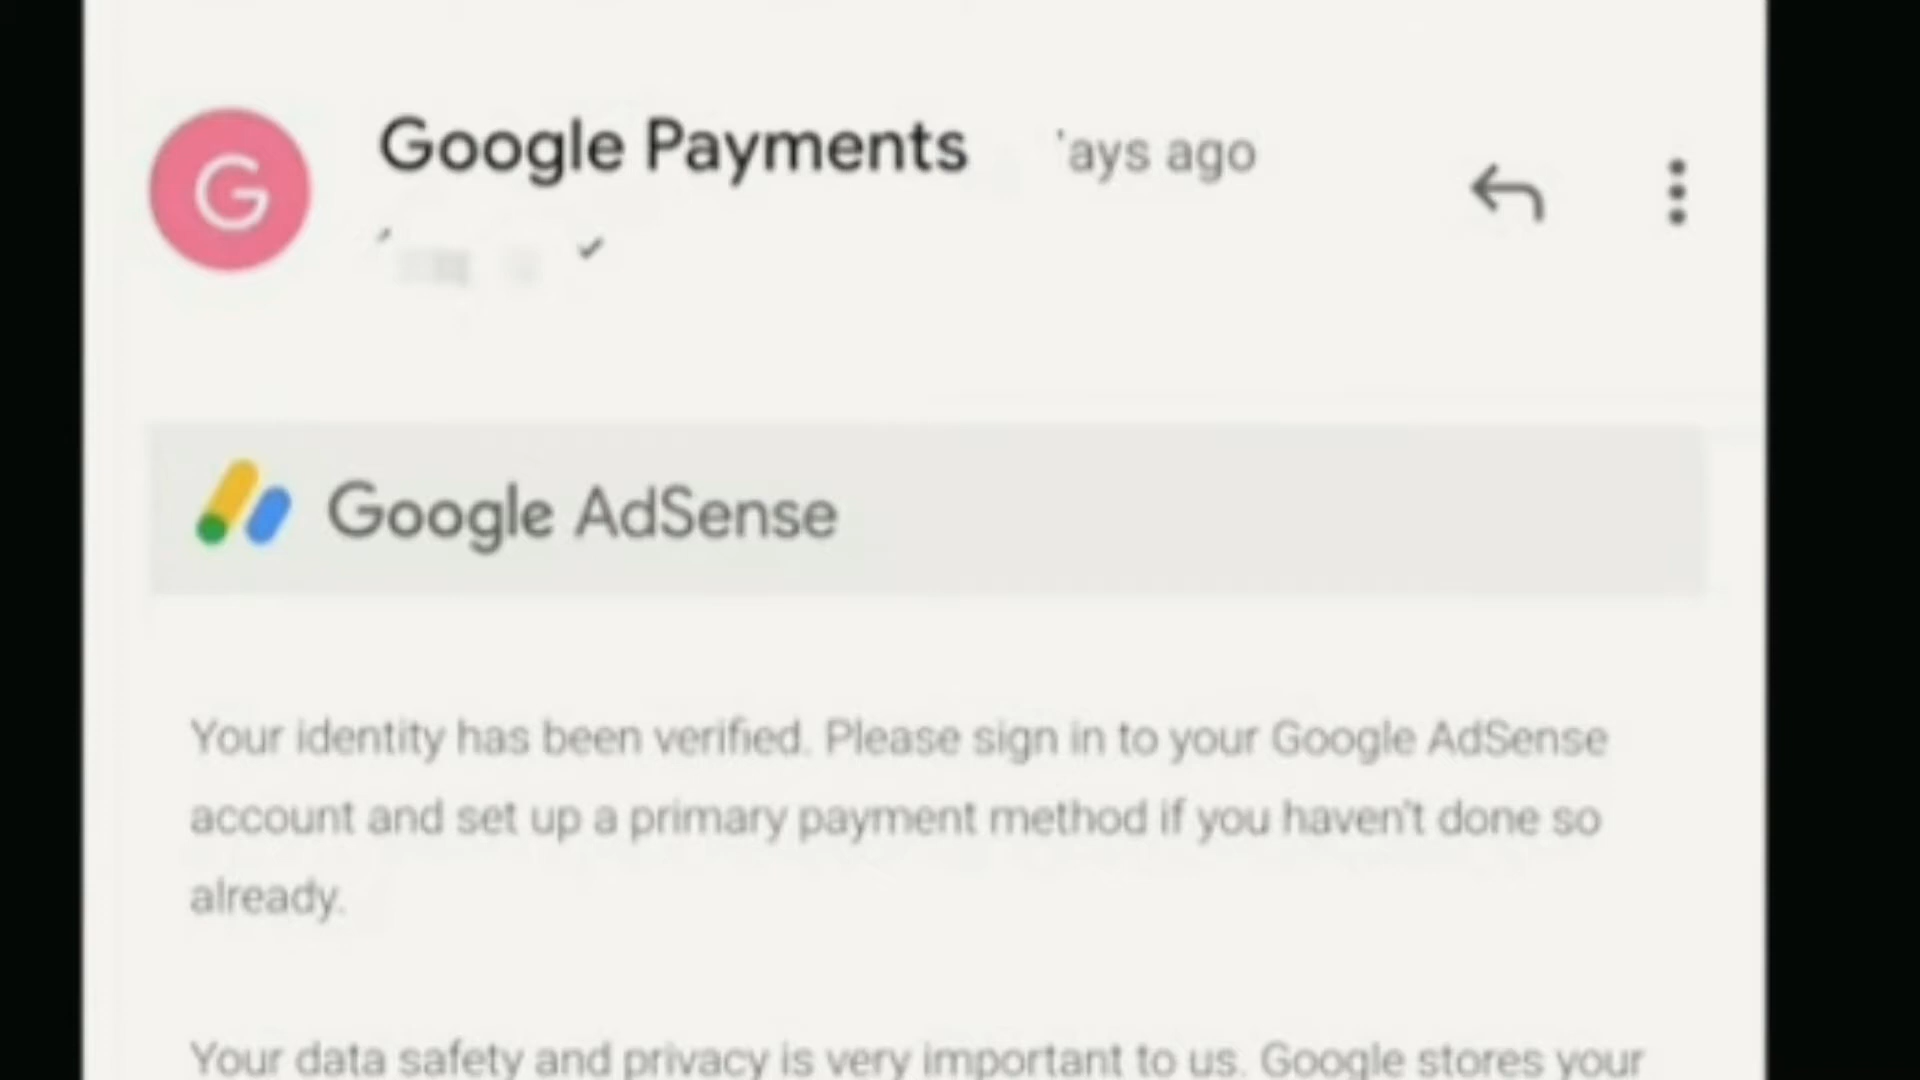 G
Google Payments
ays ago
Google AdSense
Your identity has been verified. Please sign in to your Google AdSense
account and set up a primary payment method if you haven't done so
already.
Your data safety and privacy is very important to us. Google stores your